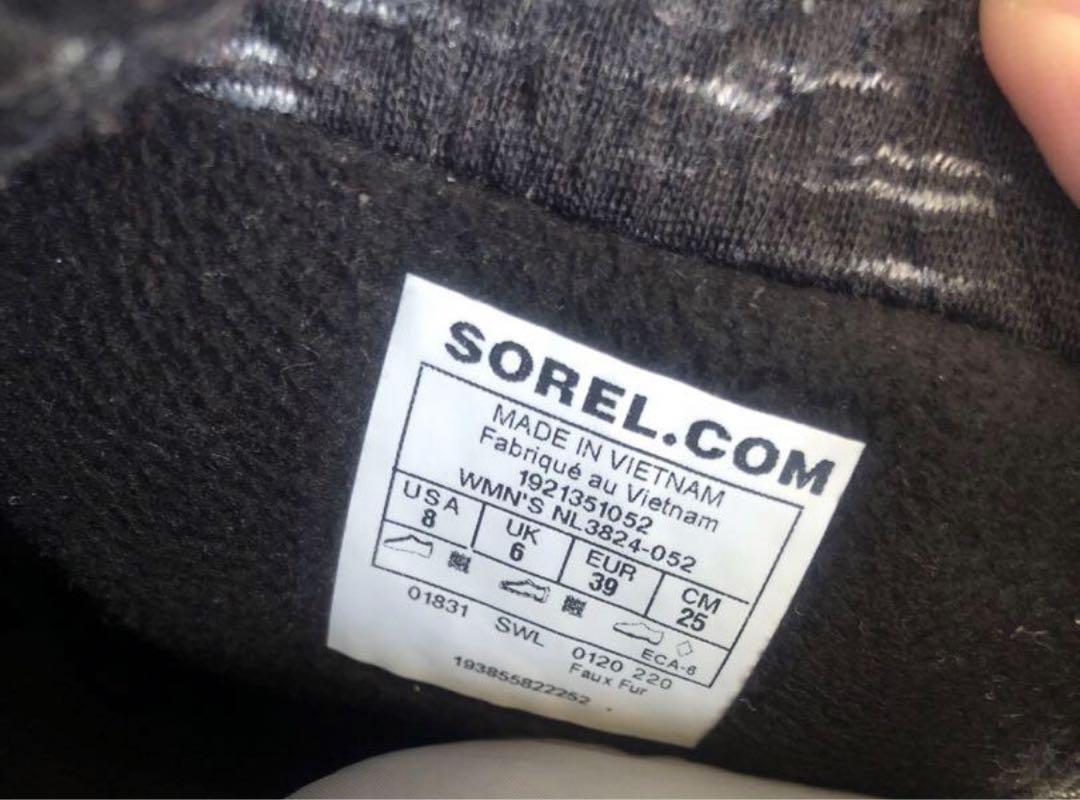 SOREL.COM
MADE IN VIETNAM
Fabriqué au Vietnam
1921351052
WMN'S NL3824-052
USA UK EUR CM
8 6 39 25
ECA-6
01831 SWL 0120 220
Faux Fur
193855822252